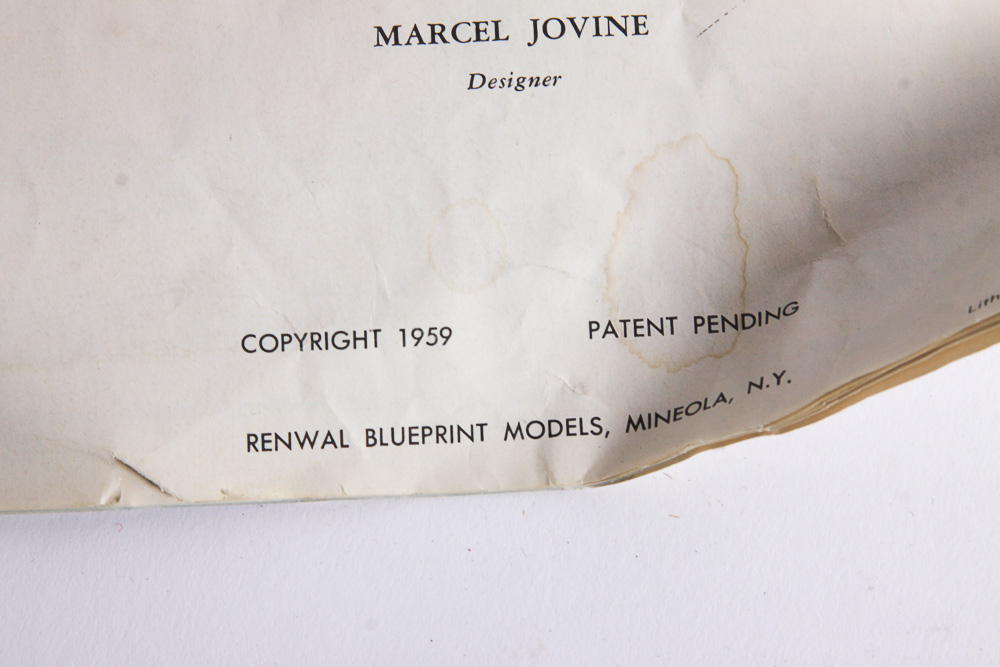 MARCEL JOVINE
Designer
COPYRIGHT 1959 PATENT PENDING
RENWAL BLUEPRINT MODELS, MINEOLA, N.Y.